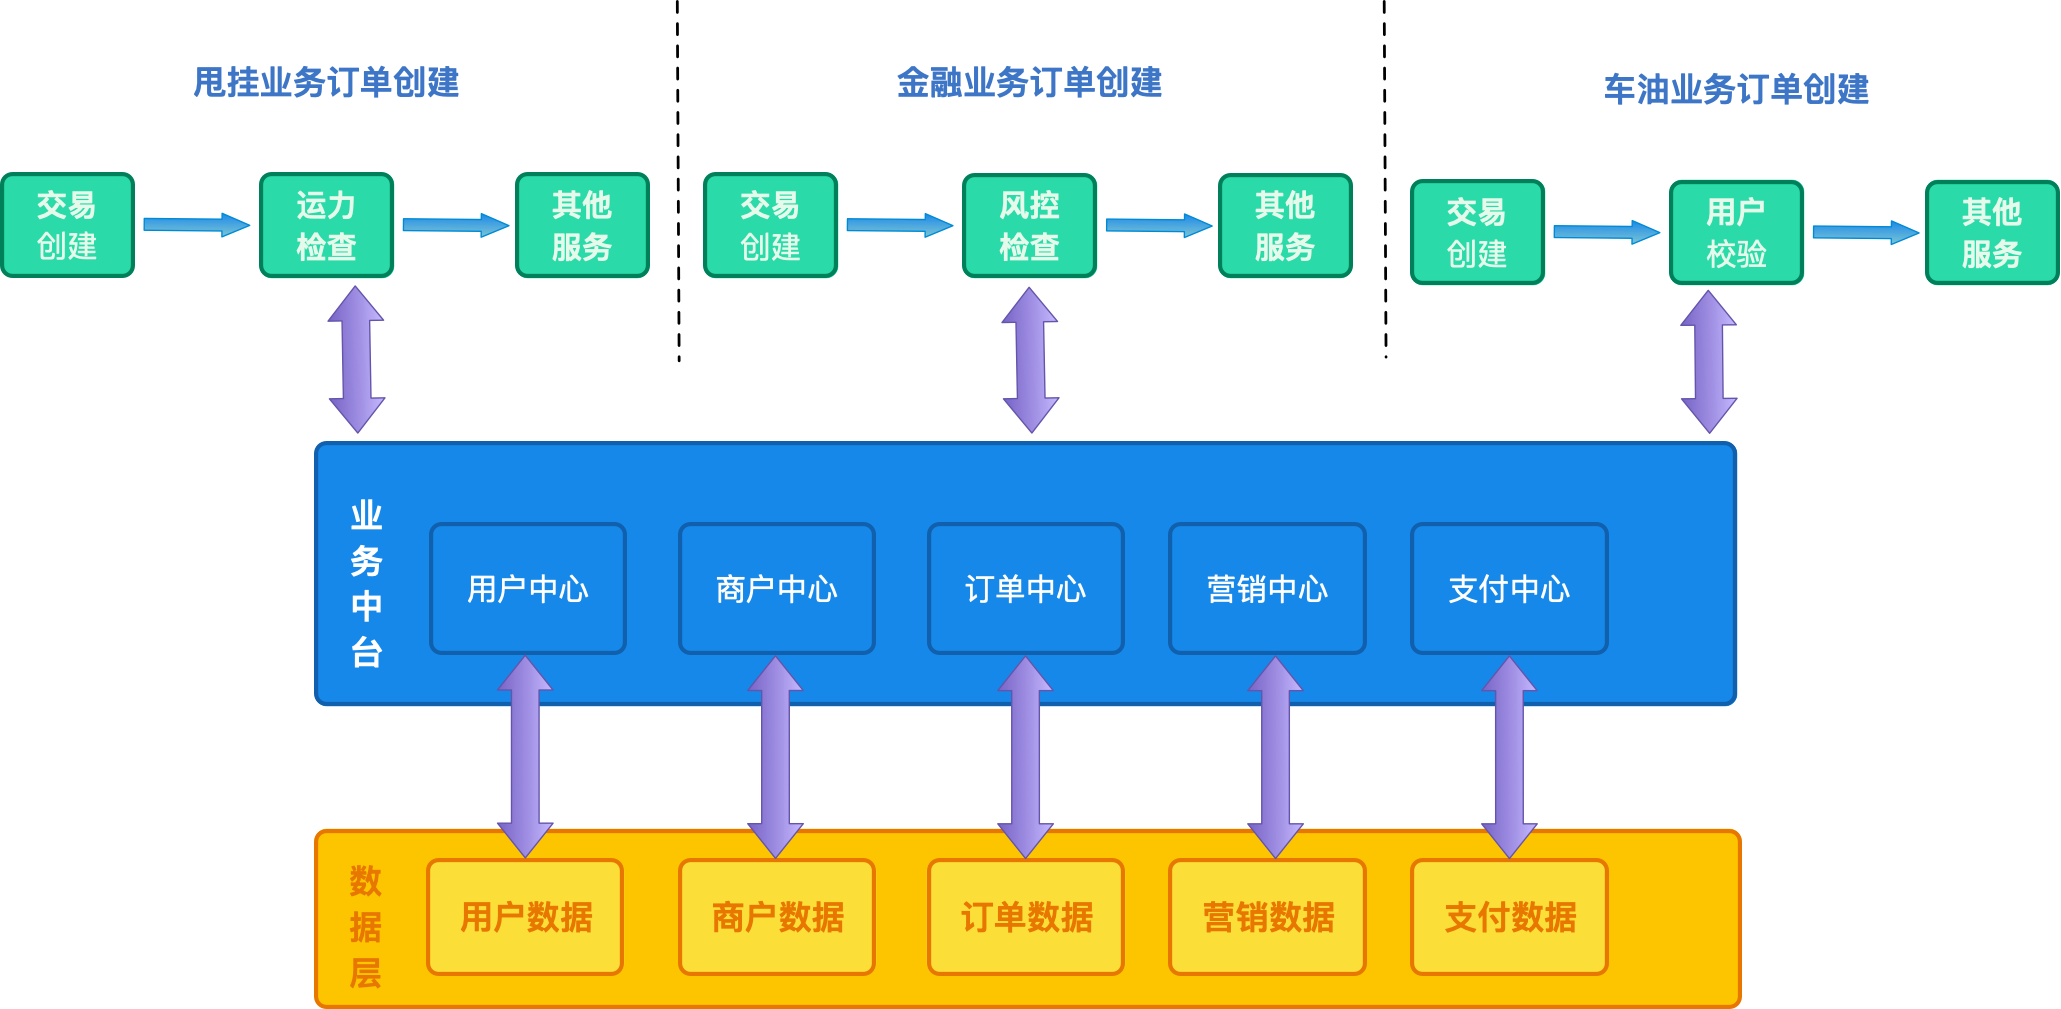 甩挂业务订单创建
金融业务订单创建
车油业务订单创建
交易
创建
运力
检查
其他
服务
交易
创建
风控
检查
其他
服务
交易
创建
用户
校验
其他
服务
业
务
中
台
用户中心
商户中心
订单中心
营销中心
支付中心
数
据
层
用户数据
商户数据
订单数据
营销数据
支付数据